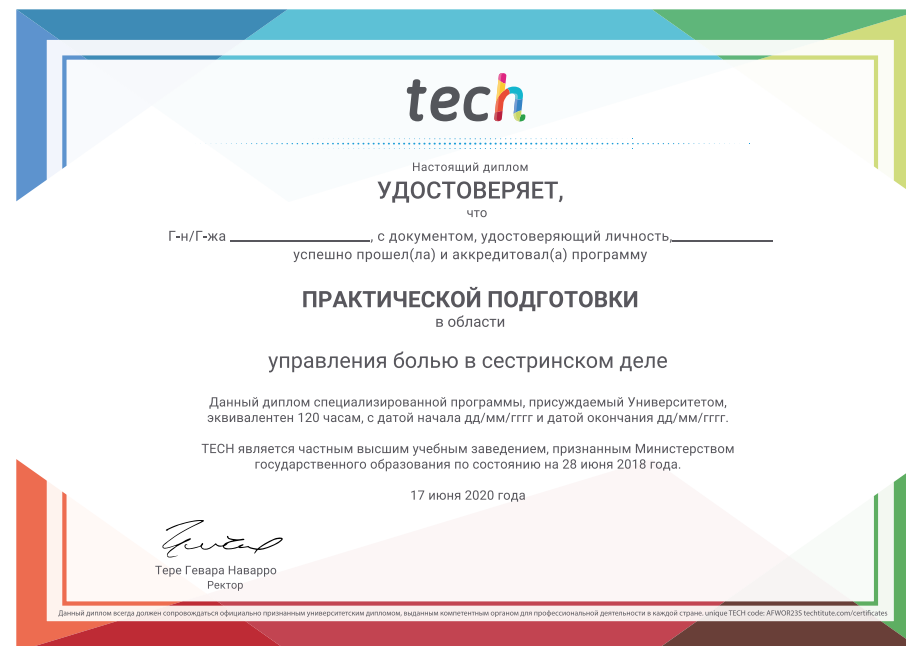 tech
Настоящий диплом
УДОСТОВЕРЯЕТ,
что
Г-н/Г-жа ____________________, с документом, удостоверяющий личность,______________
успешно прошел(ла) и аккредитовал(а) программу
ПРАКТИЧЕСКОЙ ПОДГОТОВКИ
в области
управления болью в сестринском деле
Данный диплом специализированной программы, присуждаемый Университетом,
эквивалентен 120 часам, с датой начала дд/мм/гггг и датой окончания дд/мм/гггг.
TECH является частным высшим учебным заведением, признанным Министерством
государственного образования по состоянию на 28 июня 2018 года.
17 июня 2020 года
Тере Гевара Наварро
Ректор
Данный диплом всегда должен сопровождаться официально признанным университетским дипломом, выданным компетентным органом для профессиональной деятельности в каждой стране. unique TECH code: AFWOR23S techtitute.com/certificates